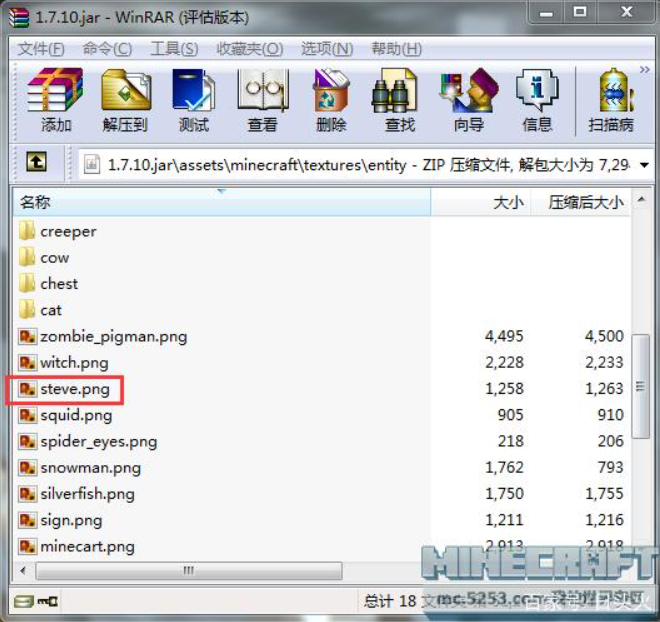 1.7.10.jar - WinRAR (评估版本)
文件(F) 命令(C) 工具(S) 收藏夹(O) 选项(N) 帮助(H)
添加 解压到 测试 查看 删除 查找 向导 信息 扫描病
1.7.10.jar\assets\minecraft\textures\entity - ZIP 压缩文件, 解包大小为 7,29
名称 大小 压缩后大小
creeper
cow
chest
cat
zombie_pigman.png 4,495 4,500
witch.png 2,228 2,233
steve.png 1,258 1,263
squid.png 905 910
spider_eyes.png 218 206
snowman.png 1,762 793
silverfish.png 1,750 1,755
sign.png 1,211 1,216
minecart.png 2,913 2,918
MINECRAFT
总计 18 文件
mc.5253.com
百家号